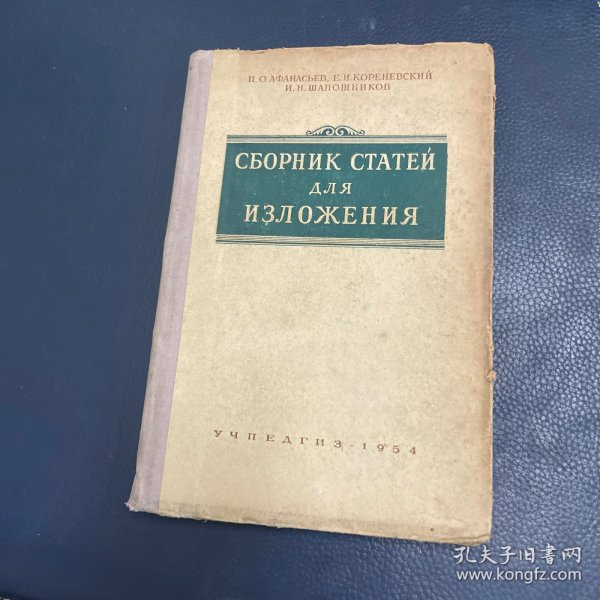 П. О. АФАНАСЬЕВ, Е. И. КОРЕНЕВСКИЙ
И. Н. ШАПОШНИКОВ
СБОРНИК СТАТЕЙ
ДЛЯ
ИЗЛОЖЕНИЯ
УЧПЕДГИЗ · 1954
孔夫子旧书网
www.kongfz.com